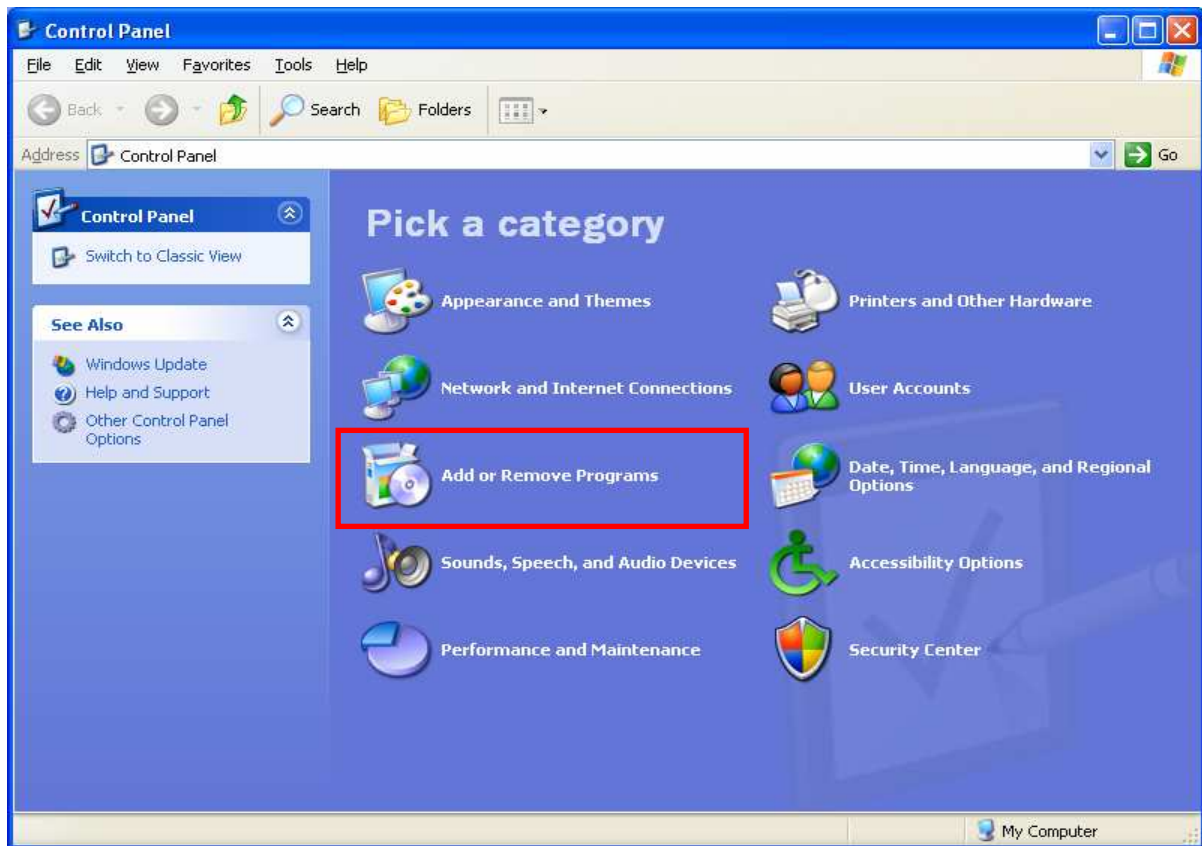 Control Panel
File Edit View Favorites Tools Help
Back Search Folders
Address Control Panel Go
Control Panel
Switch to Classic View
See Also
Windows Update
Help and Support
Other Control Panel
Options
Pick a category
Appearance and Themes
Printers and Other Hardware
Network and Internet Connections
User Accounts
Add or Remove Programs
Date, Time, Language, and Regional
Options
Sounds, Speech, and Audio Devices
Accessibility Options
Performance and Maintenance
Security Center
My Computer